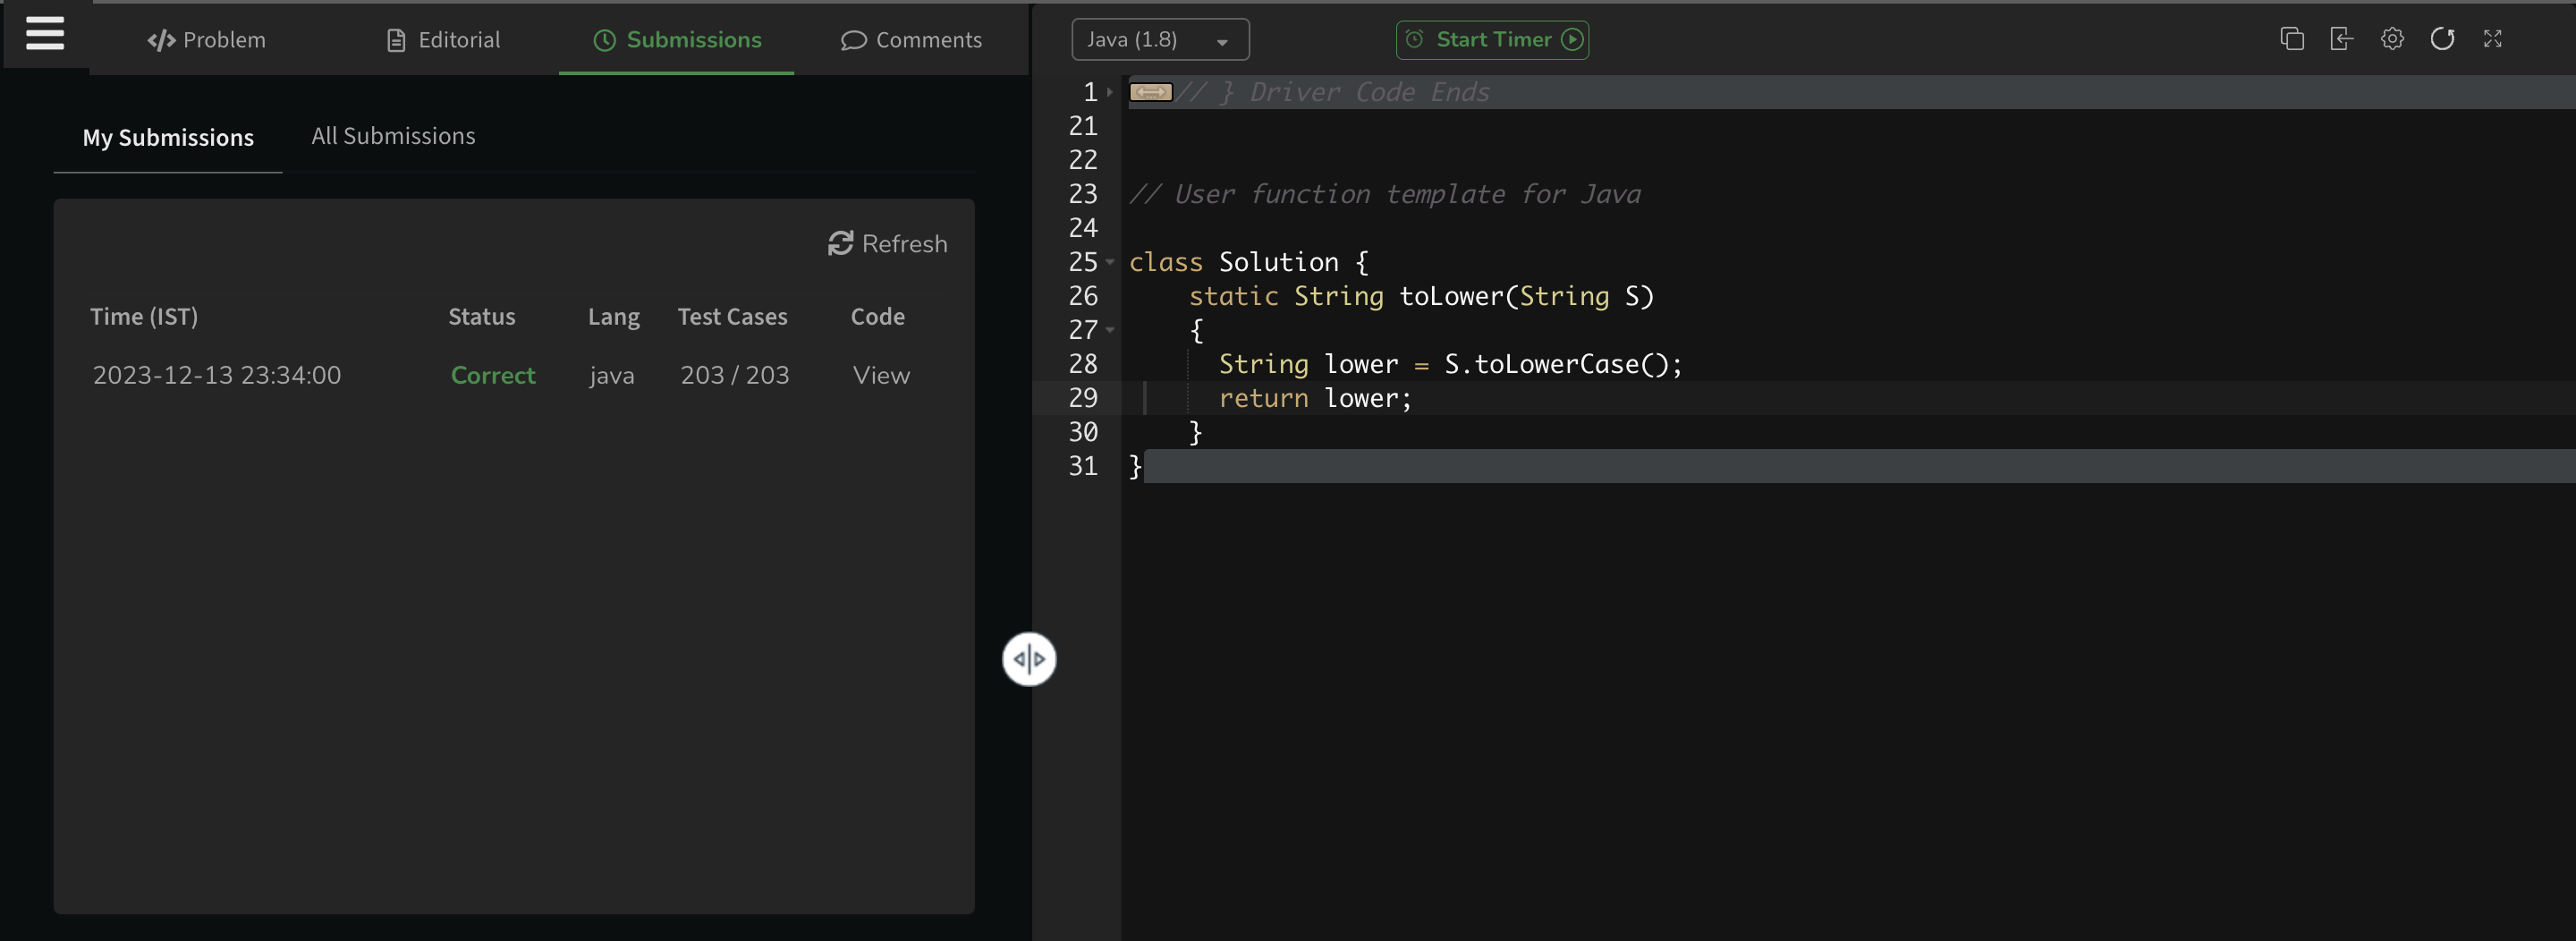 Problem
Editorial
Submissions
Comments
My Submissions
All Submissions
Refresh
Time (IST) Status Lang Test Cases Code
2023-12-13 23:34:00 Correct java 203 / 203 View
Java (1.8)
Start Timer
1 // } Driver Code Ends
21
22
23 // User function template for Java
24
25 class Solution {
26 static String toLower(String S)
27 {
28 String lower = S.toLowerCase();
29 return lower;
30 }
31 }